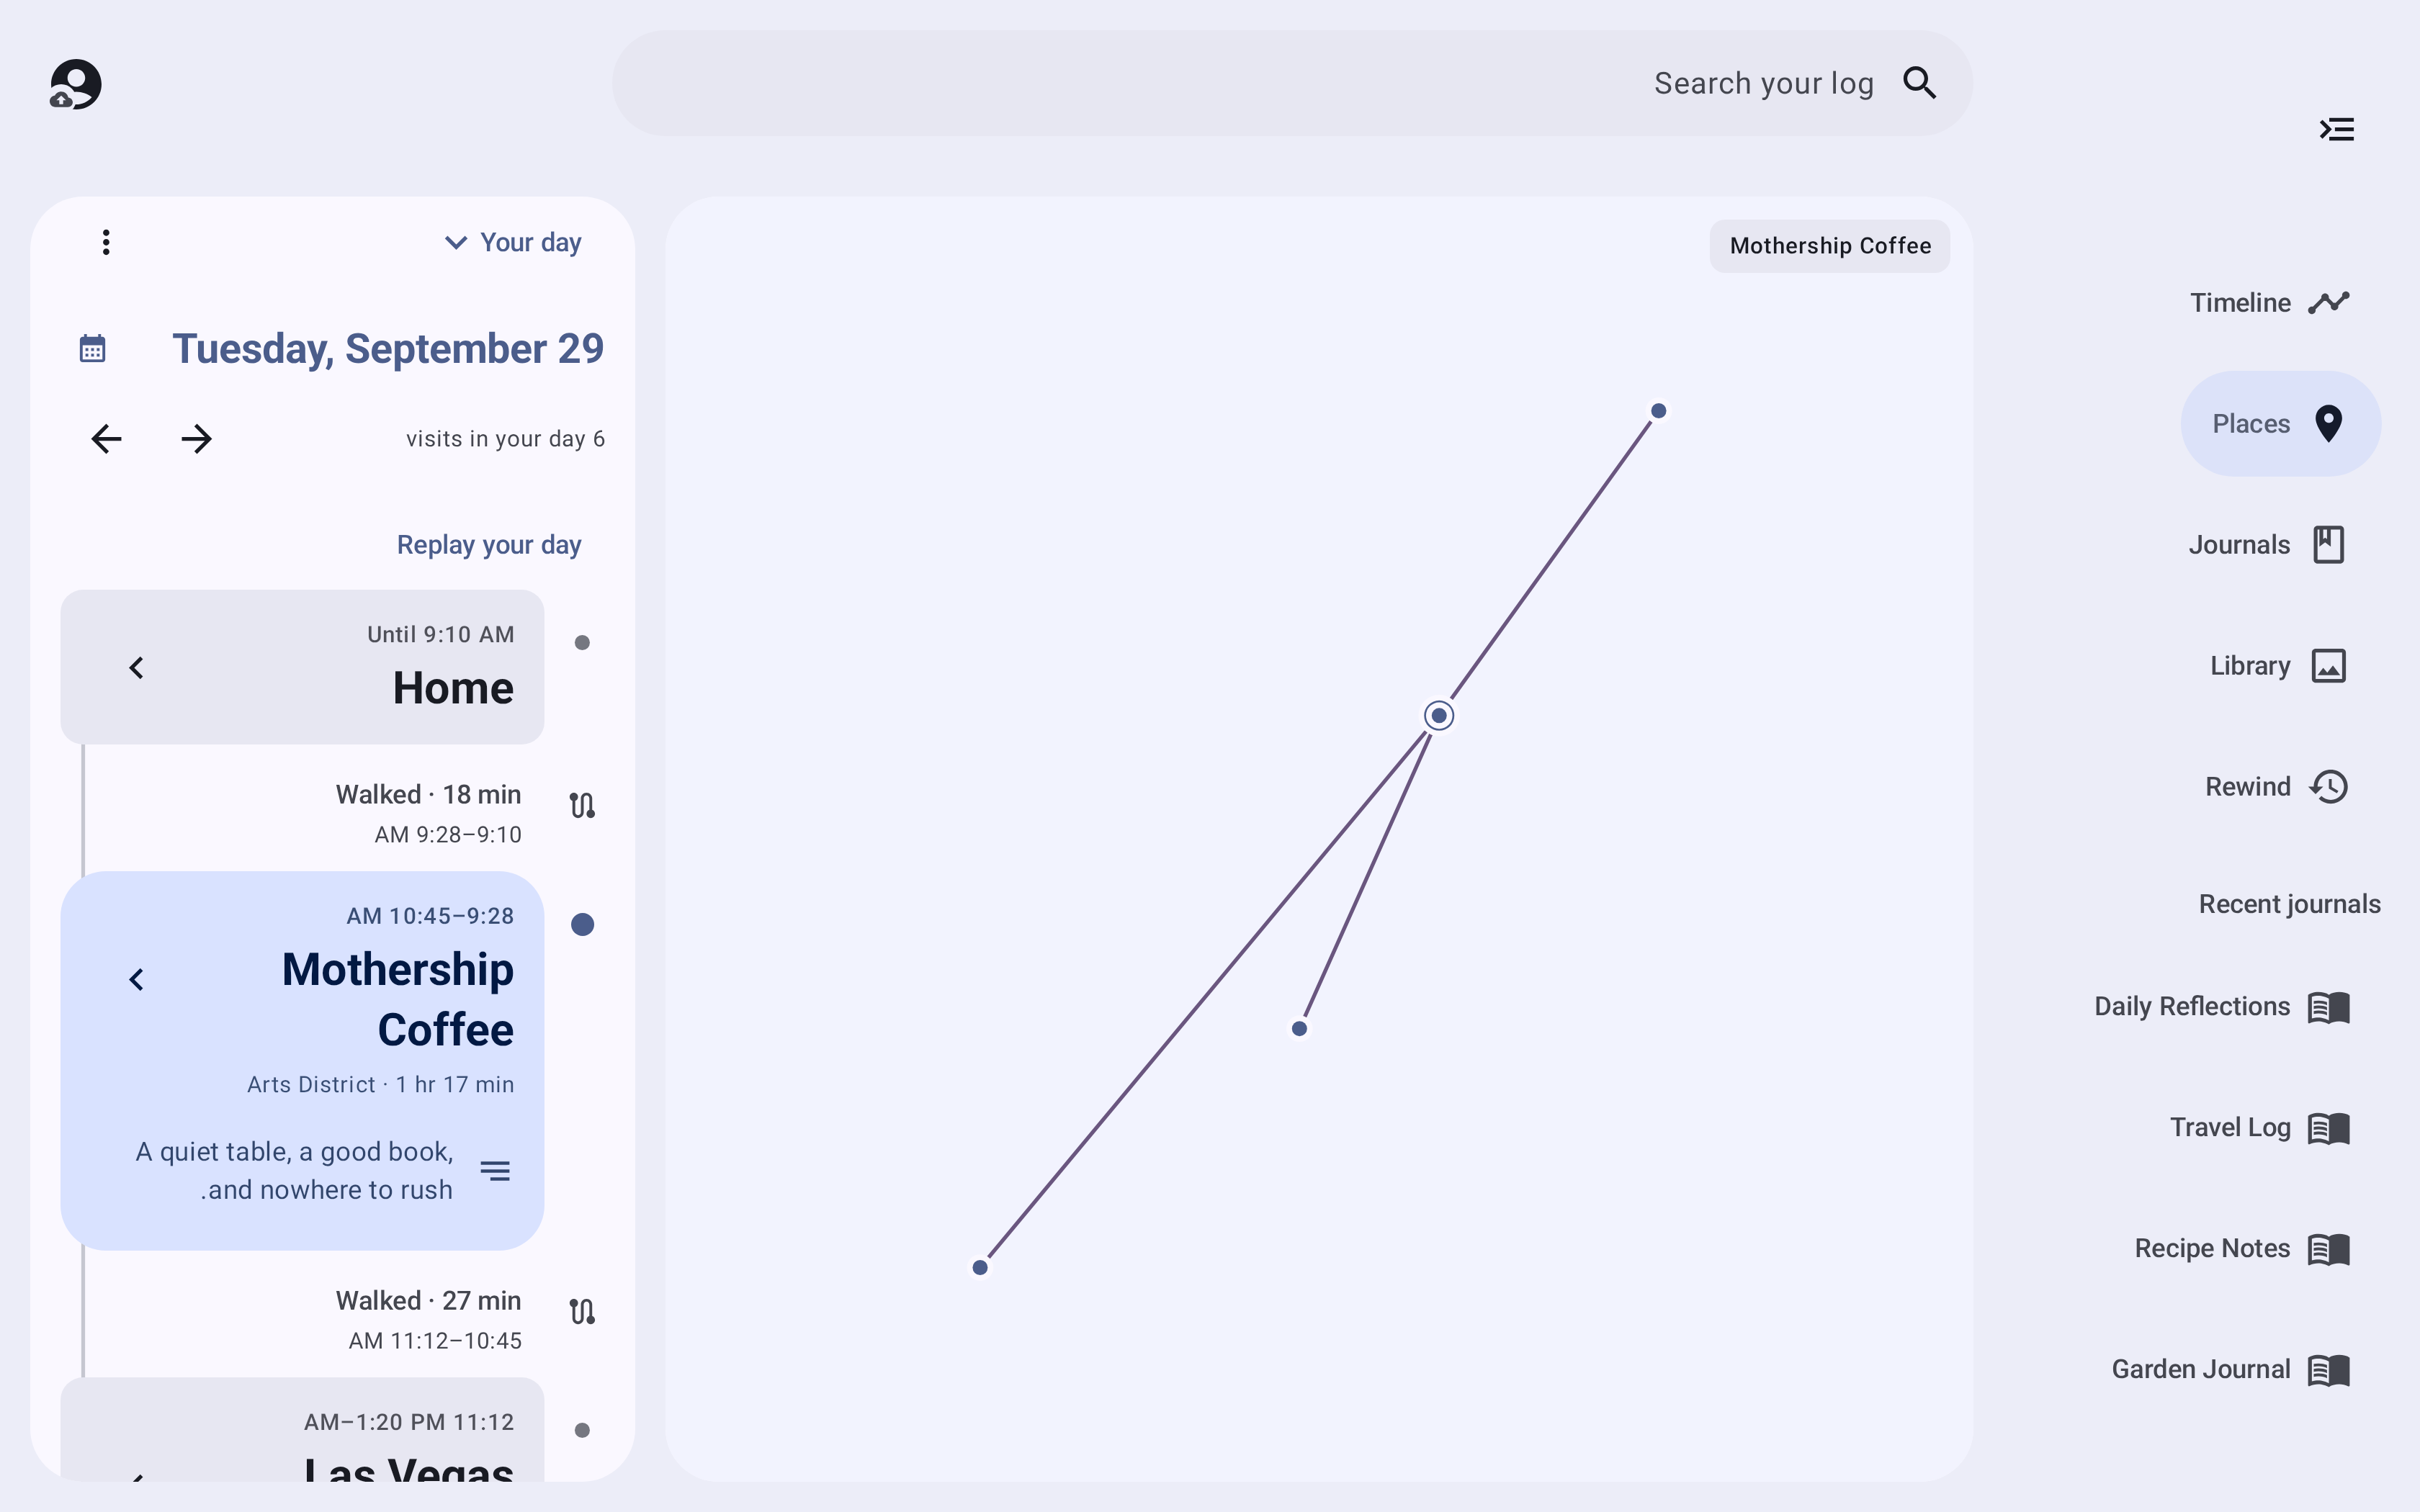 Search your log
Your day
Tuesday, September 29
visits in your day 6
Replay your day
Until 9:10 AM
Home
Walked · 18 min
AM 9:28–9:10
AM 10:45–9:28
Mothership
Coffee
Arts District · 1 hr 17 min
A quiet table, a good book,
.and nowhere to rush
Walked · 27 min
AM 11:12–10:45
AM–1:20 PM 11:12
Las Vegas
Mothership Coffee
Timeline
Places
Journals
Library
Rewind
Recent journals
Daily Reflections
Travel Log
Recipe Notes
Garden Journal